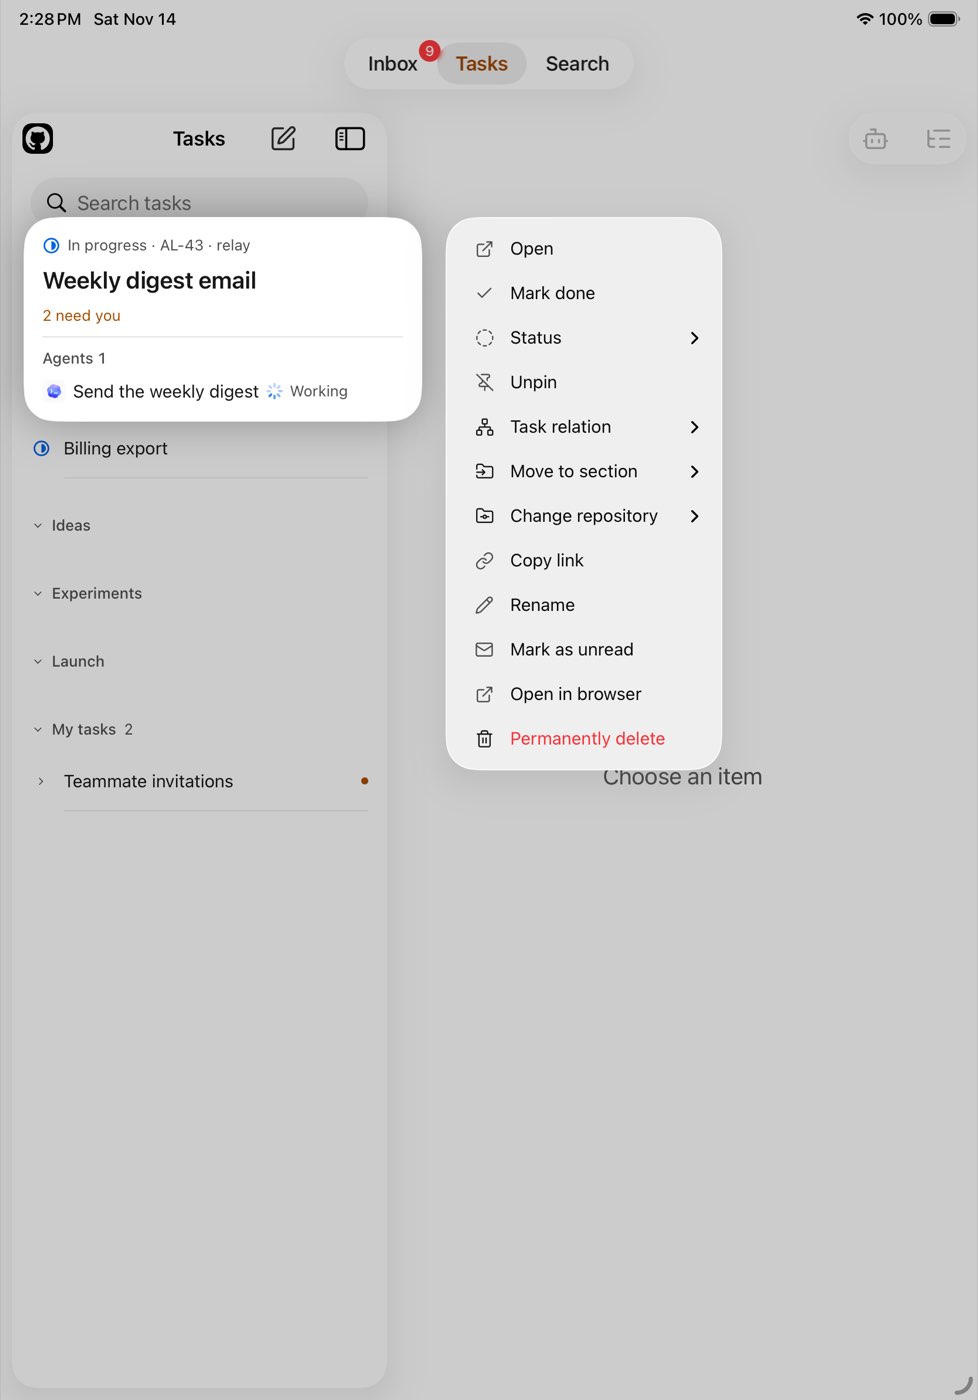 2:28 PM Sat Nov 14
100%
Inbox 9 Tasks Search
Tasks
Search tasks
In progress · AL-43 · relay
Weekly digest email
2 need you
Agents 1
Send the weekly digest Working
Billing export
Ideas
Experiments
Launch
My tasks 2
Teammate invitations
Open
Mark done
Status
Unpin
Task relation
Move to section
Change repository
Copy link
Rename
Mark as unread
Open in browser
Permanently delete
Choose an item